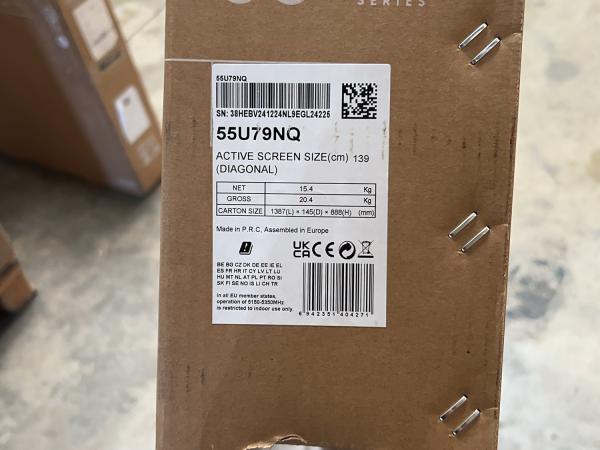 SERIES
55U79NQ
SN: 38HEBV241224NL9EGL24225
55U79NQ
ACTIVE SCREEN SIZE(cm) 139
(DIAGONAL)
NET 15.4 Kg
GROSS 20.4 Kg
CARTON SIZE 1387(L) × 145(D) × 888(H) (mm)
Made in P.R.C, Assembled in Europe
UK CA CE
BE BG CZ DK DE EE IE EL
ES FR HR IT CY LV LT LU
HU MT NL AT PL PT RO SI
SK FI SE NO IS LI CH TR
In all EU member states,
operation of 5150-5350MHz
is restricted to indoor use only
6 942351 404271